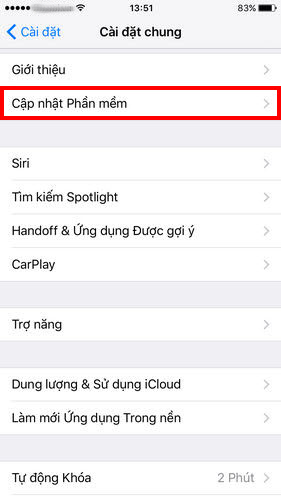 13:51
83%
Cài đặt
Cài đặt chung
Giới thiệu
Cập nhật Phần mềm
Siri
Tìm kiếm Spotlight
Handoff & Ứng dụng Được gợi ý
CarPlay
Trợ năng
Dung lượng & Sử dụng iCloud
Làm mới Ứng dụng Trong nền
Tự động Khóa 2 Phút